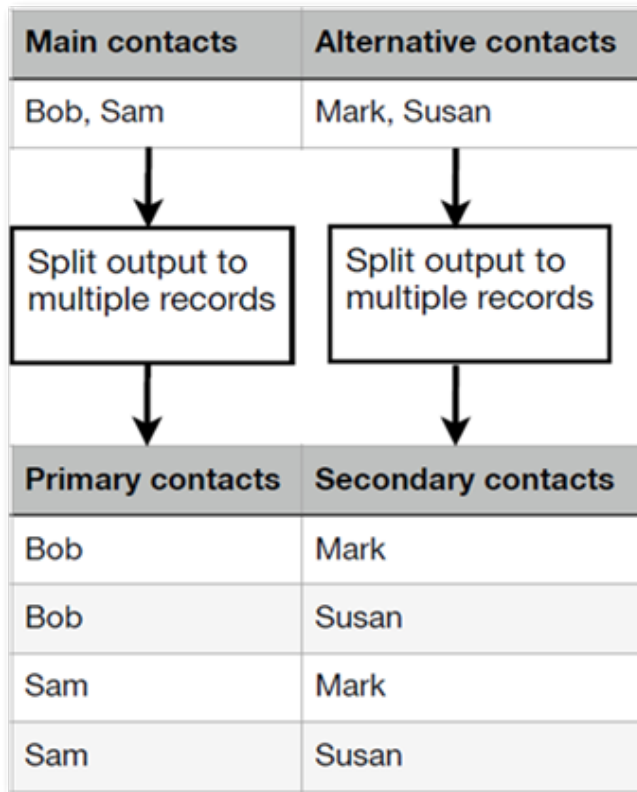 Main contacts Alternative contacts
Bob, Sam Mark, Susan
Split output to multiple records
Split output to multiple records
Primary contacts Secondary contacts
Bob Mark
Bob Susan
Sam Mark
Sam Susan